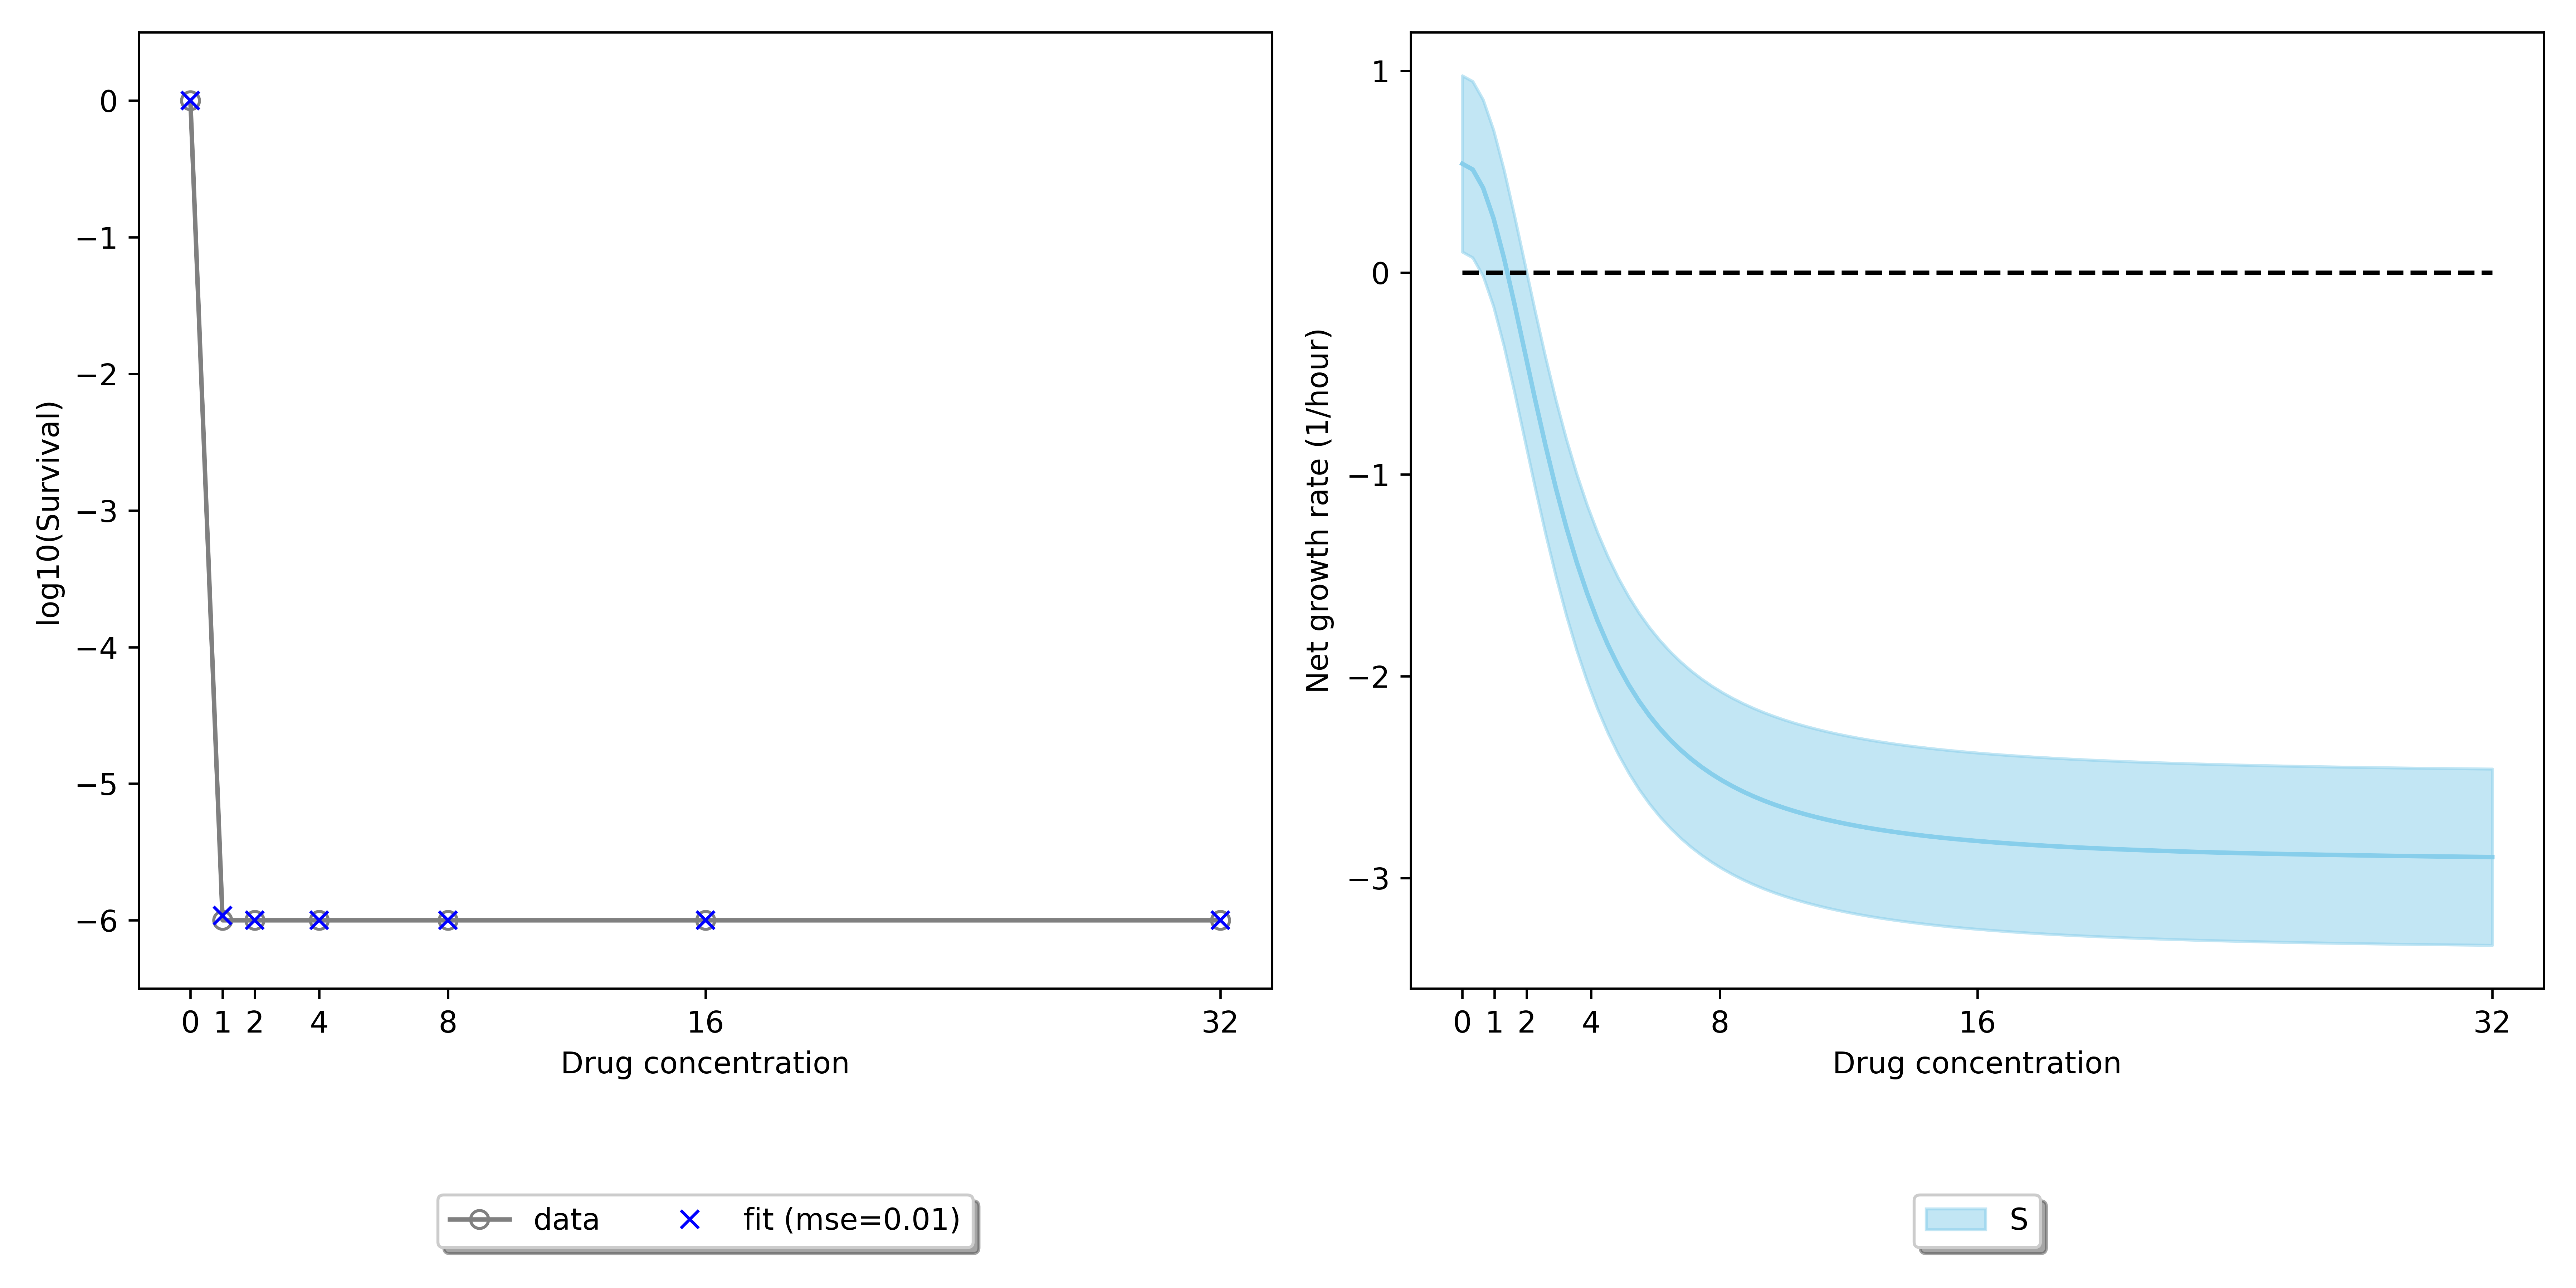 0
−1
−2
−3
−4
−5
−6
log10(Survival)
0 1 2 4 8 16 32
Drug concentration
data fit (mse=0.01)
1
0
−1
−2
−3
Net growth rate (1/hour)
0 1 2 4 8 16 32
Drug concentration
S